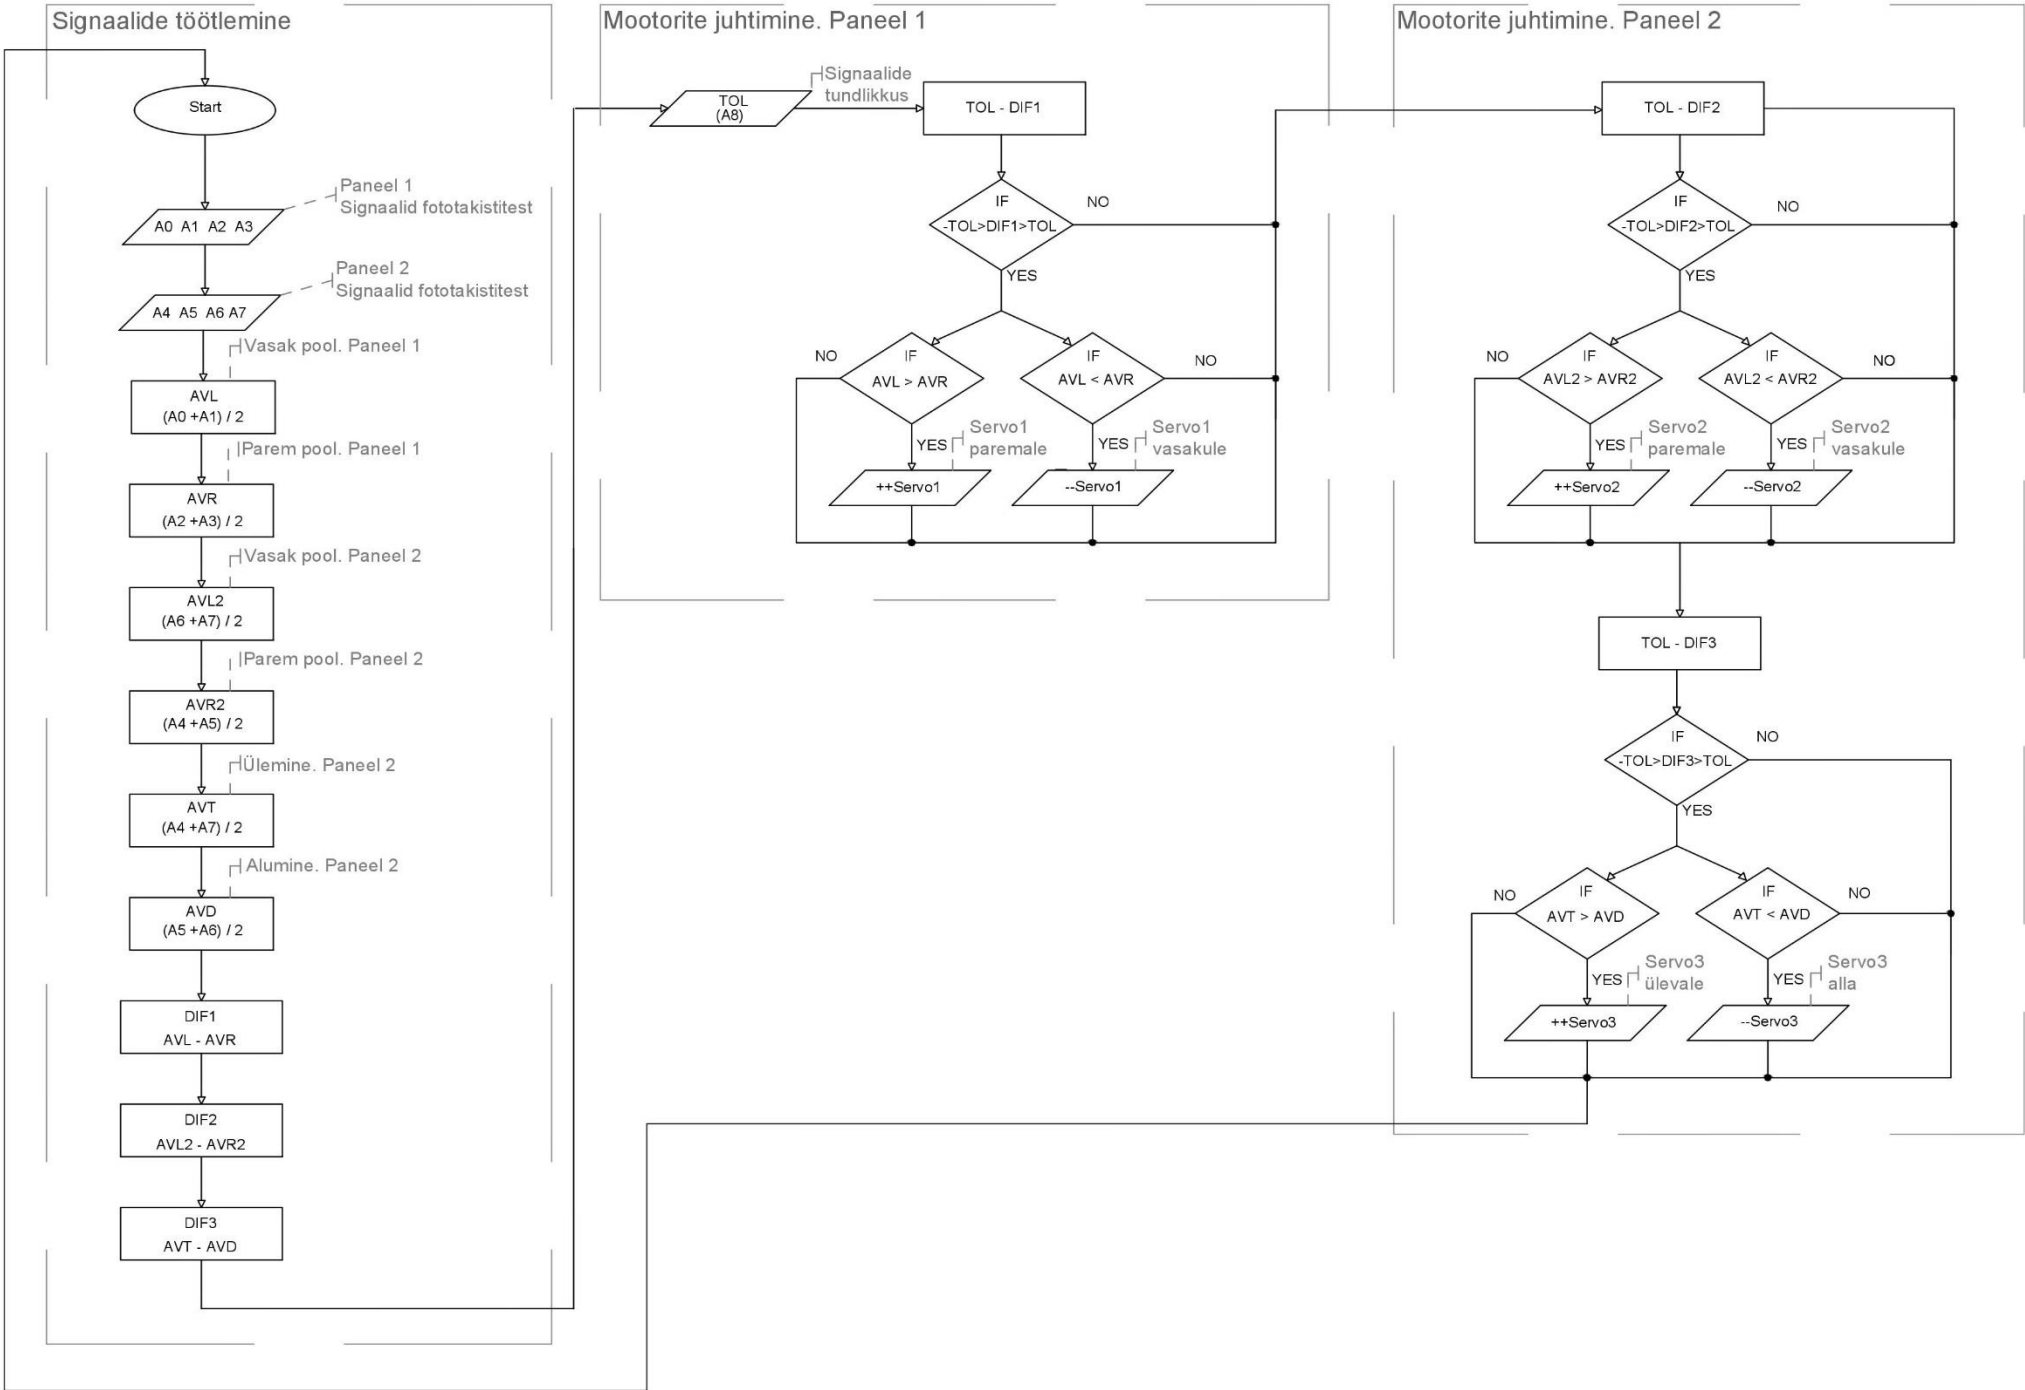 Signaalide töötlemine
Start
Paneel 1
Signaalid fototakistitest
A0 A1 A2 A3
Paneel 2
Signaalid fototakistitest
A4 A5 A6 A7
Vasak pool. Paneel 1
AVL
(A0 +A1) / 2
Parem pool. Paneel 1
AVR
(A2 +A3) / 2
Vasak pool. Paneel 2
AVL2
(A6 +A7) / 2
Parem pool. Paneel 2
AVR2
(A4 +A5) / 2
Ülemine. Paneel 2
AVT
(A4 +A7) / 2
Alumine. Paneel 2
AVD
(A5 +A6) / 2
DIF1
AVL - AVR
DIF2
AVL2 - AVR2
DIF3
AVT - AVD
Mootorite juhtimine. Paneel 1
TOL
(A8)
Signaalide
tundlikkus
TOL - DIF1
IF
-TOL>DIF1>TOL
NO
YES
NO
IF
AVL > AVR
IF
AVL < AVR
NO
YES
Servo1
paremale
YES
Servo1
vasakule
++Servo1
--Servo1
Mootorite juhtimine. Paneel 2
TOL - DIF2
IF
-TOL>DIF2>TOL
NO
YES
NO
IF
AVL2 > AVR2
IF
AVL2 < AVR2
NO
YES
Servo2
paremale
YES
Servo2
vasakule
++Servo2
--Servo2
TOL - DIF3
IF
-TOL>DIF3>TOL
NO
YES
NO
IF
AVT > AVD
IF
AVT < AVD
NO
YES
Servo3
ülevale
YES
Servo3
alla
++Servo3
--Servo3